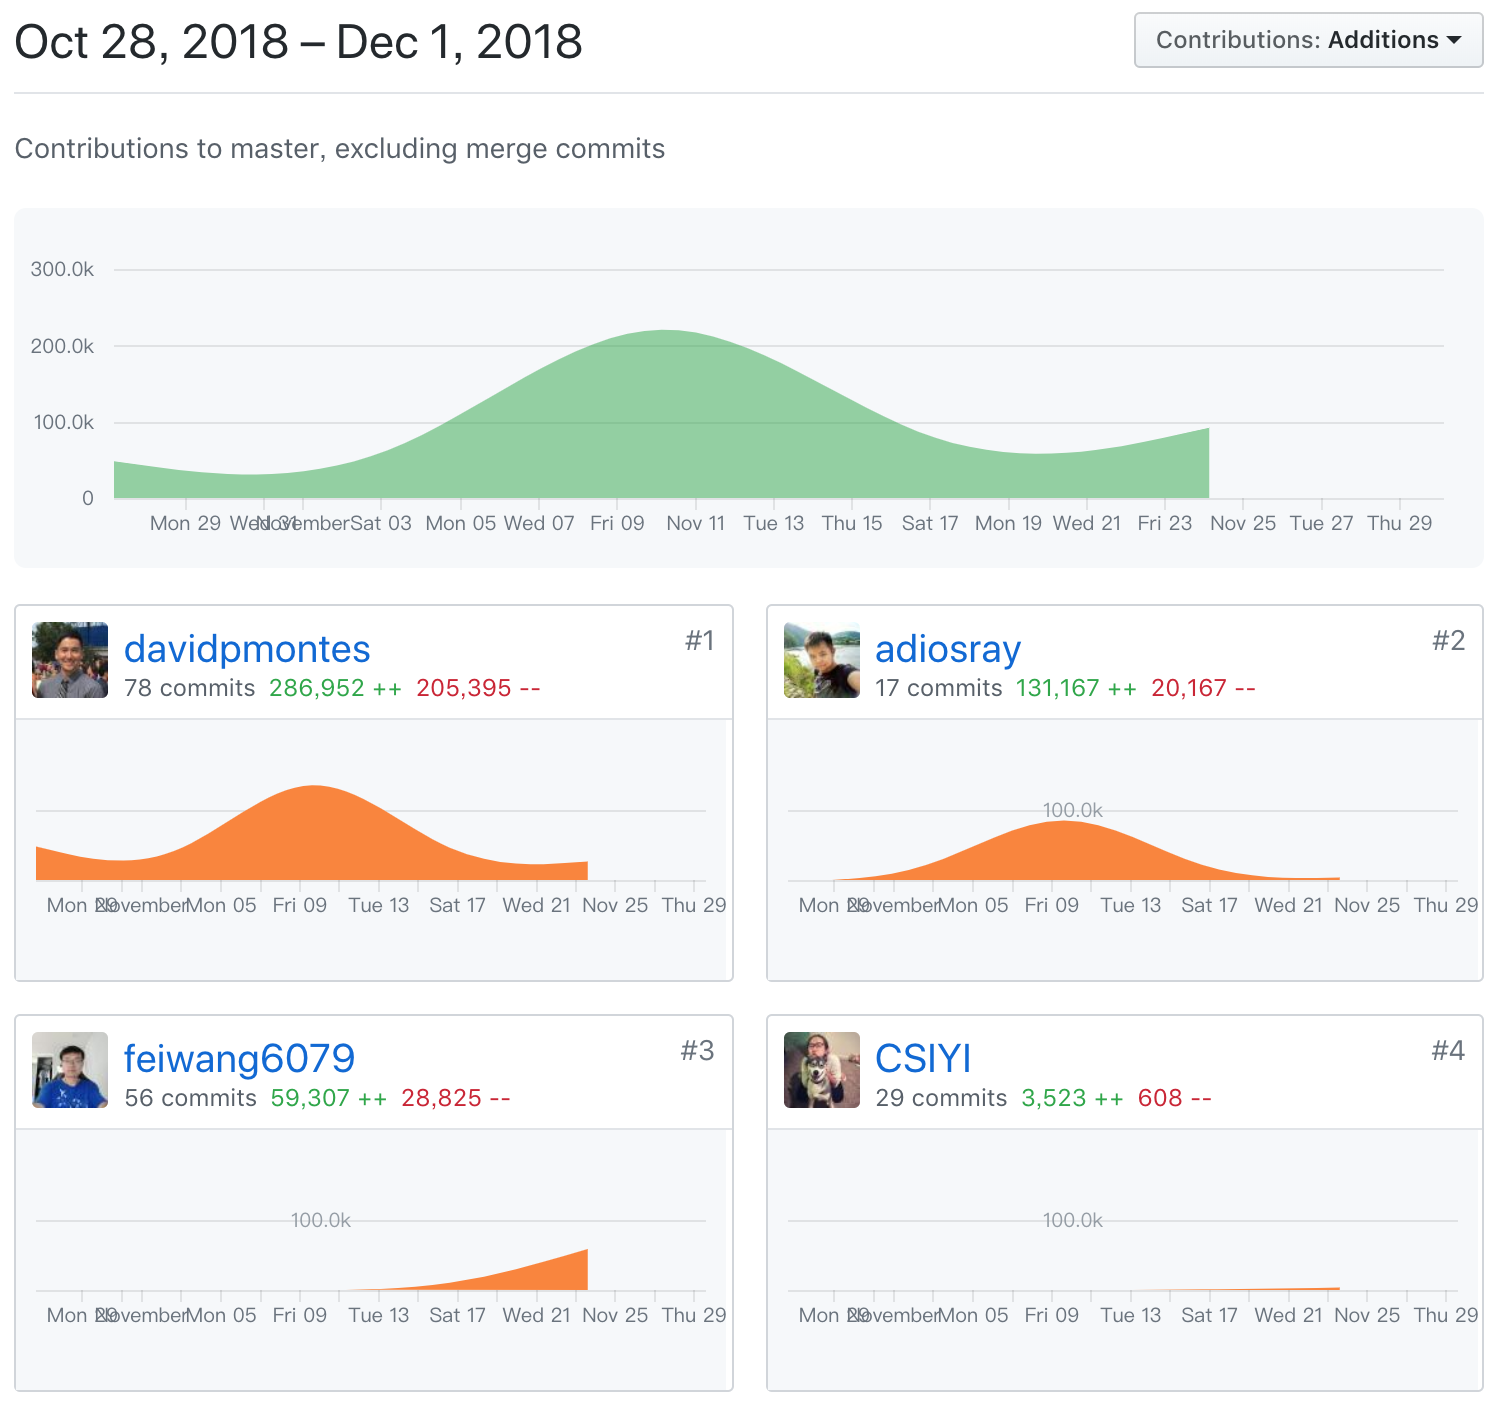 Oct 28, 2018 – Dec 1, 2018
Contributions: Additions
Contributions to master, excluding merge commits
300.0k
200.0k
100.0k
0
Mon 29 Wed 31 November Sat 03 Mon 05 Wed 07 Fri 09 Nov 11 Tue 13 Thu 15 Sat 17 Mon 19 Wed 21 Fri 23 Nov 25 Tue 27 Thu 29
davidpmontes
#1
78 commits 286,952 ++ 205,395 --
Mon 29 November Mon 05 Fri 09 Tue 13 Sat 17 Wed 21 Nov 25 Thu 29
adiosray
#2
17 commits 131,167 ++ 20,167 --
100.0k
Mon 29 November Mon 05 Fri 09 Tue 13 Sat 17 Wed 21 Nov 25 Thu 29
feiwang6079
#3
56 commits 59,307 ++ 28,825 --
100.0k
Mon 29 November Mon 05 Fri 09 Tue 13 Sat 17 Wed 21 Nov 25 Thu 29
CSIYI
#4
29 commits 3,523 ++ 608 --
100.0k
Mon 29 November Mon 05 Fri 09 Tue 13 Sat 17 Wed 21 Nov 25 Thu 29